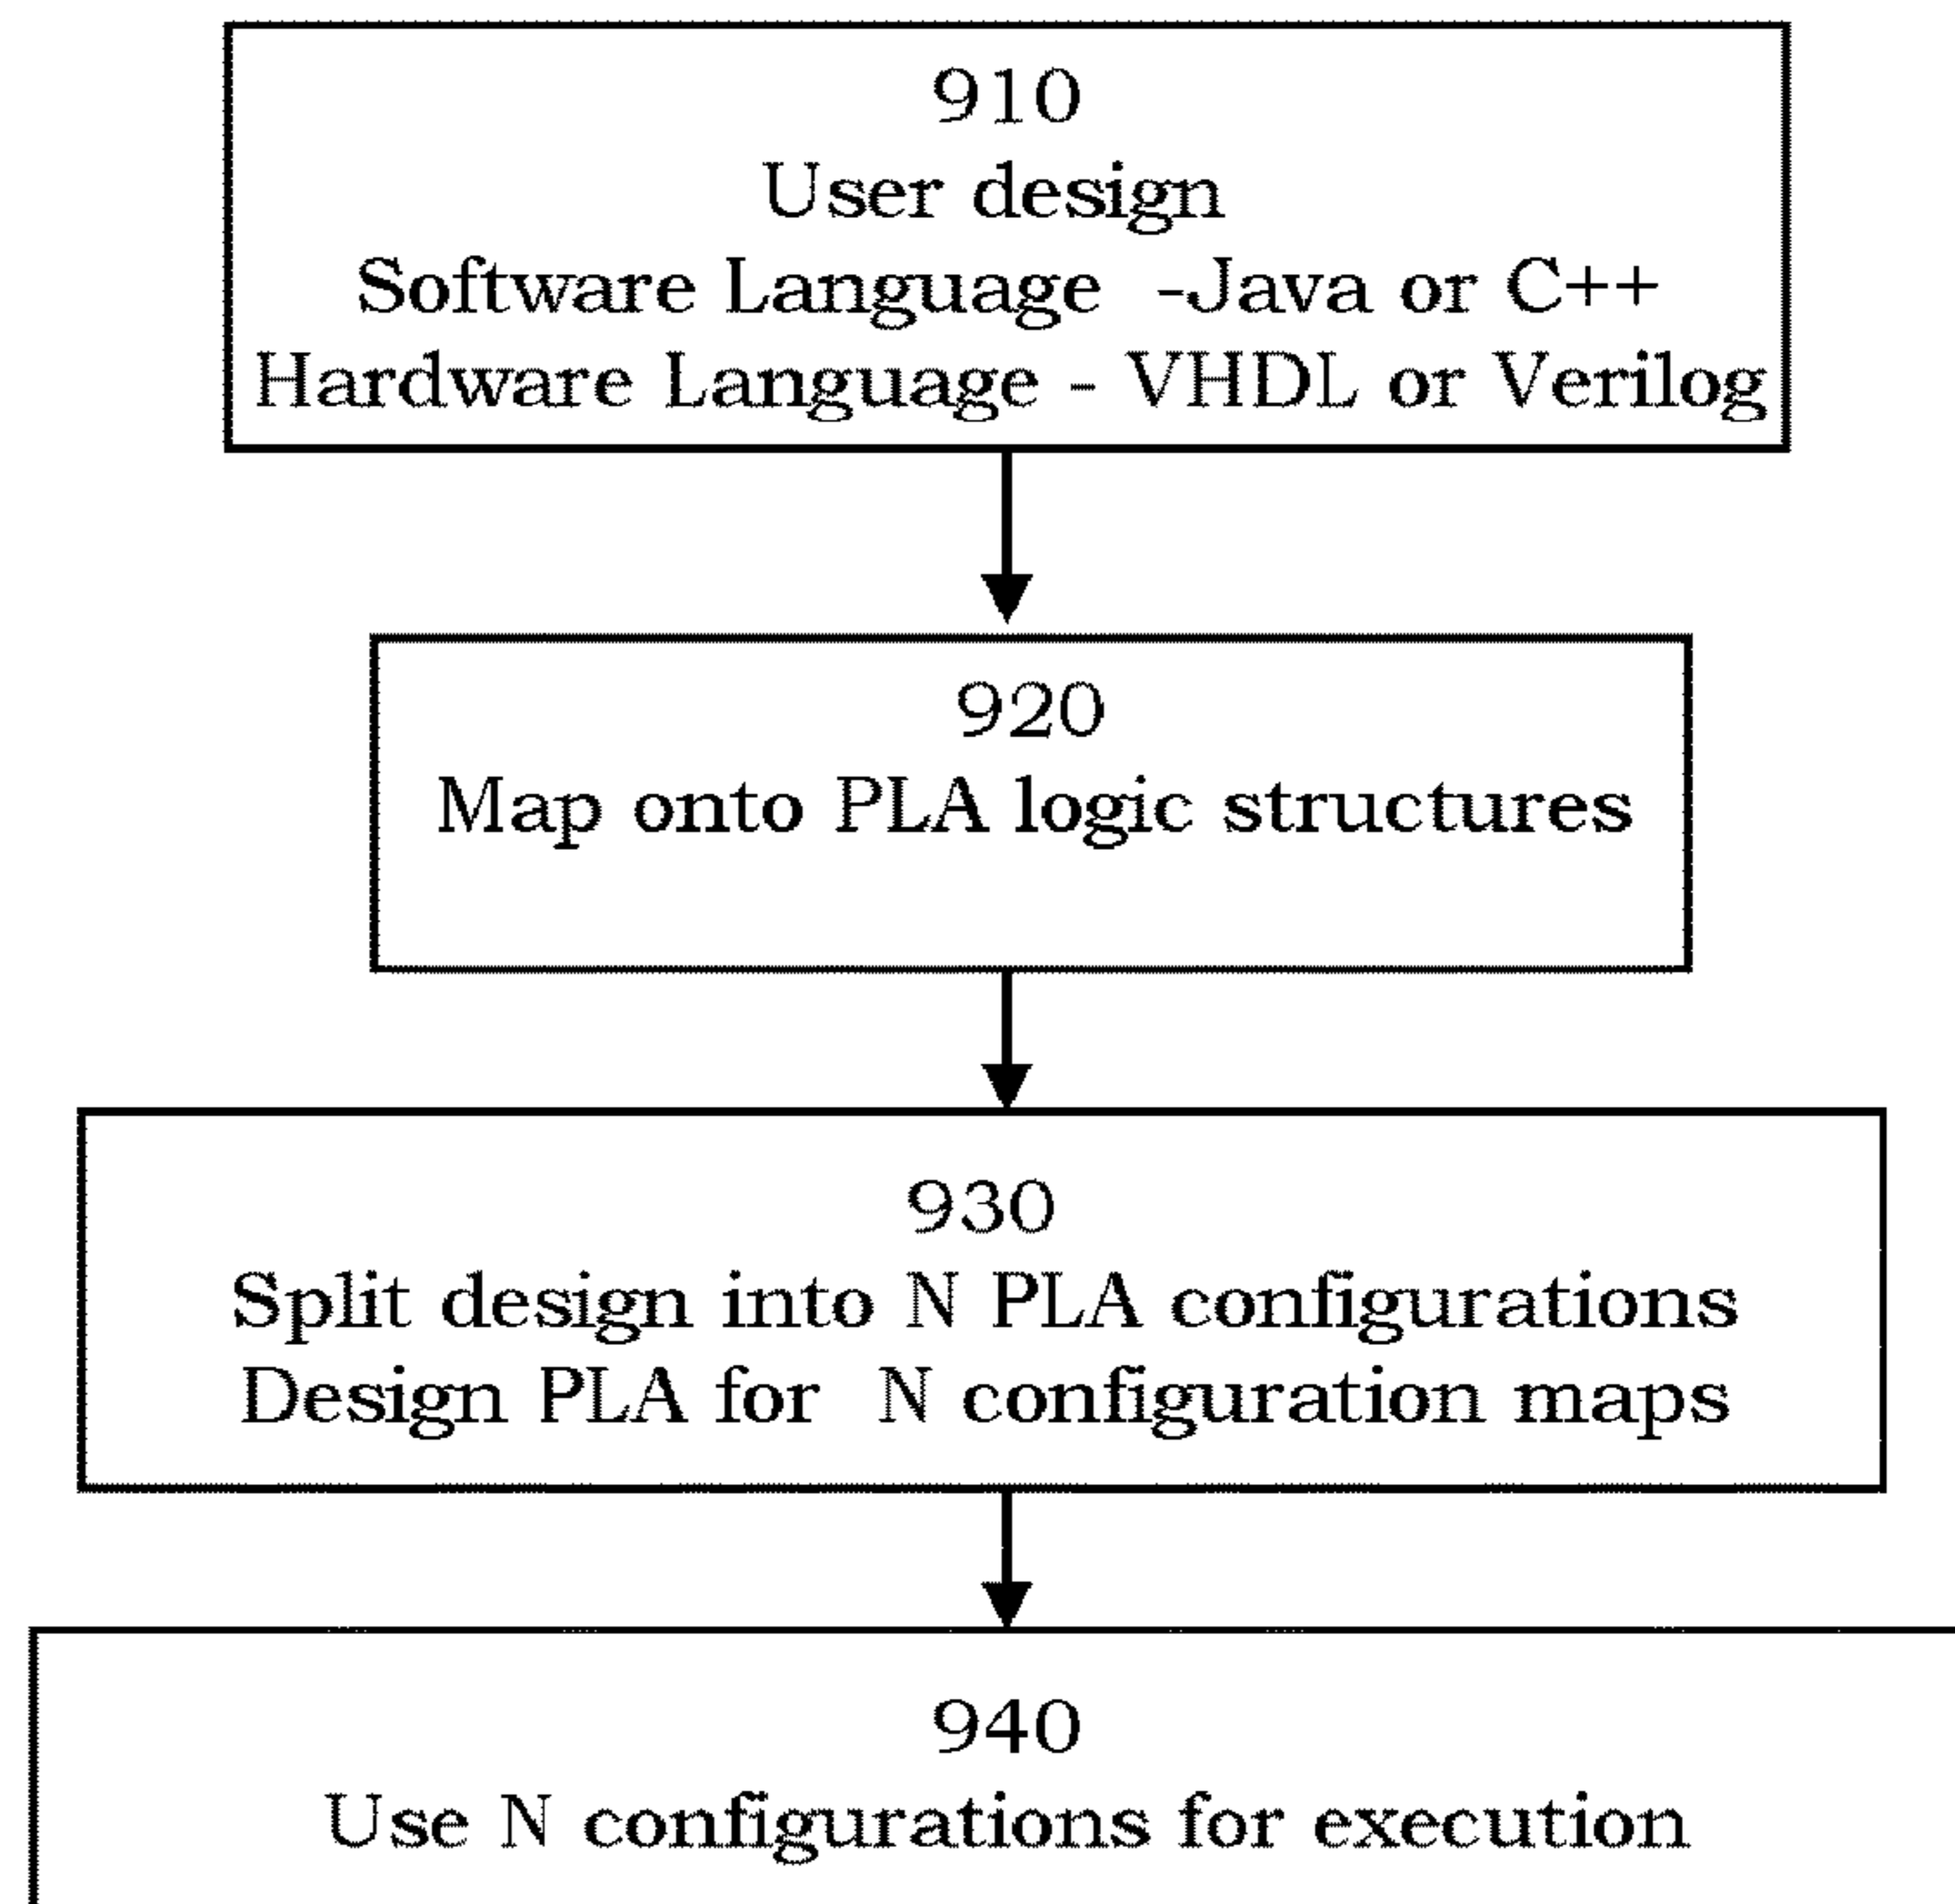 910
User design
Software Language -Java or C++
Hardware Language - VHDL or Verilog
920
Map onto PLA logic structures
930
Split design into N PLA configurations
Design PLA for N configuration maps
940
Use N configurations for execution